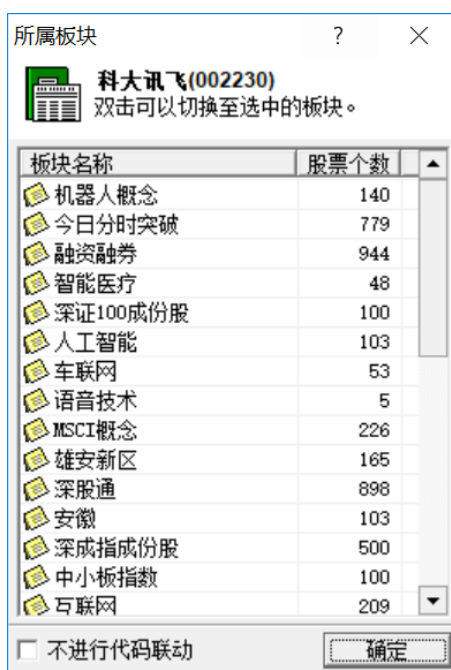 所属板块 ?
科大讯飞(002230)
双击可以切换至选中的板块。
板块名称 股票个数
机器人概念 140
今日分时突破 779
融资融券 944
智能医疗 48
深证100成份股 100
人工智能 103
车联网 53
语音技术 5
MSCI概念 226
雄安新区 165
深股通 898
安徽 103
深成指成份股 500
中小板指数 100
互联网 209
不进行代码联动 确定